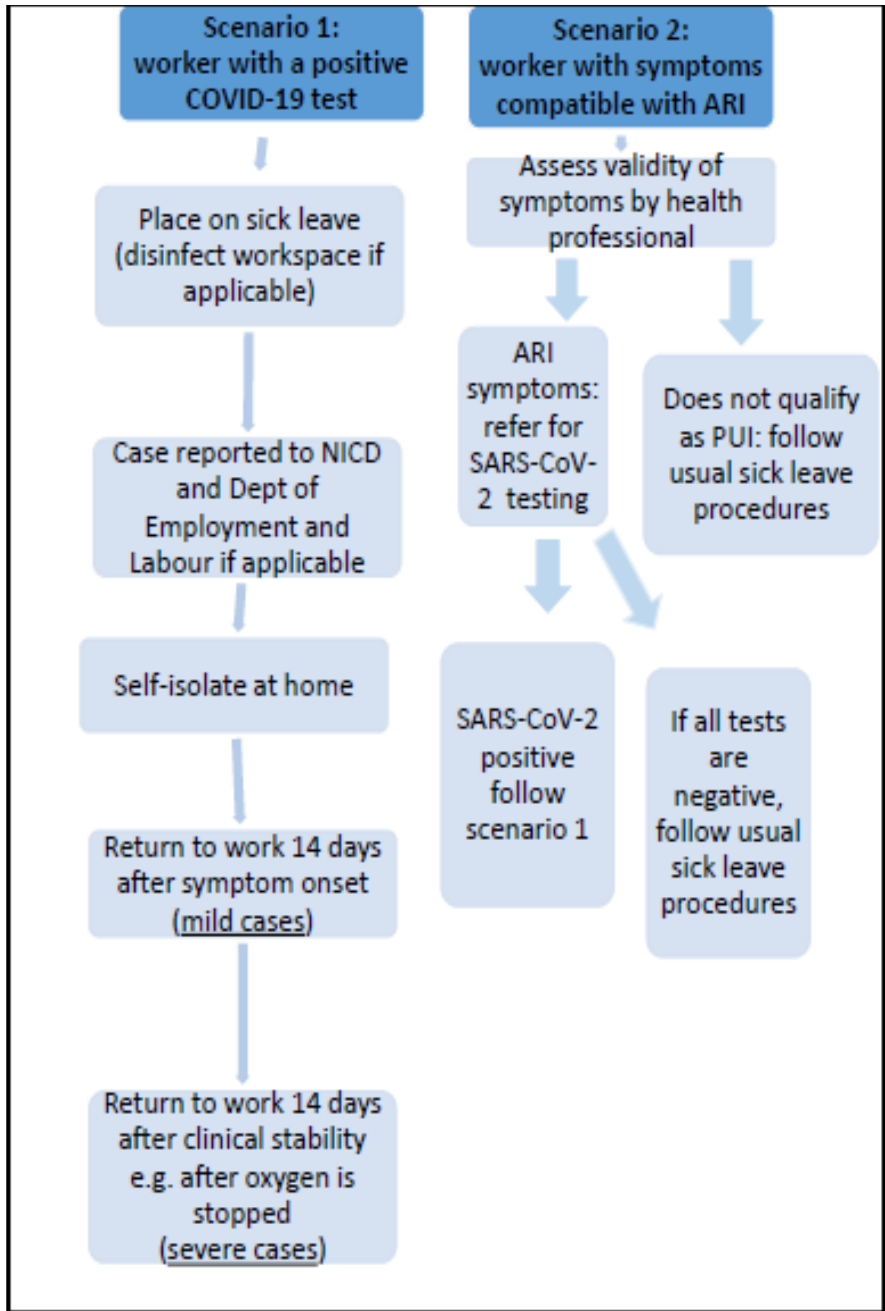 Scenario 1:
worker with a positive
COVID-19 test
Place on sick leave
(disinfect workspace if
applicable)
Case reported to NICD
and Dept of
Employment and
Labour if applicable
Self-isolate at home
Return to work 14 days
after symptom onset
(mild cases)
Return to work 14 days
after clinical stability
e.g. after oxygen is
stopped
(severe cases)
Scenario 2:
worker with symptoms
compatible with ARI
Assess validity of
symptoms by health
professional
ARI
symptoms:
refer for
SARS-CoV-
2 testing
Does not qualify
as PUI: follow
usual sick leave
procedures
SARS-CoV-2
positive
follow
scenario 1
If all tests
are
negative,
follow usual
sick leave
procedures